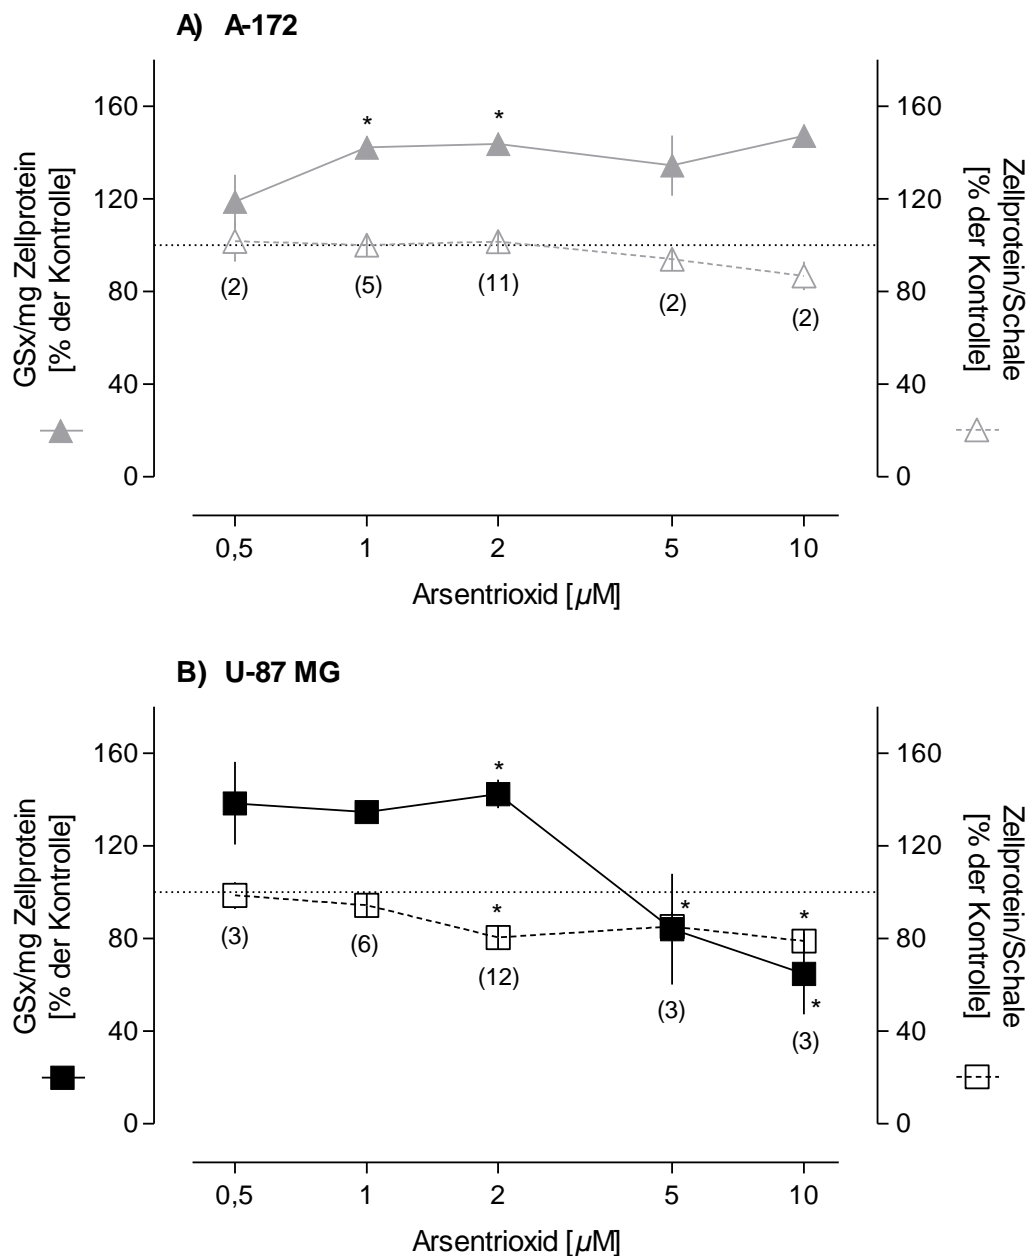 A) A-172
160
120
80
40
0
GSx/mg Zellprotein
[% der Kontrolle]
* *
(2) (5) (11) (2) (2)
160
120
80
40
0
Zellprotein/Schale
[% der Kontrolle]
0,5 1 2 5 10
Arsentrioxid [µM]
B) U-87 MG
160
120
80
40
0
GSx/mg Zellprotein
[% der Kontrolle]
*
* * *
*
(3) (6) (12) (3) (3)
160
120
80
40
0
Zellprotein/Schale
[% der Kontrolle]
0,5 1 2 5 10
Arsentrioxid [µM]